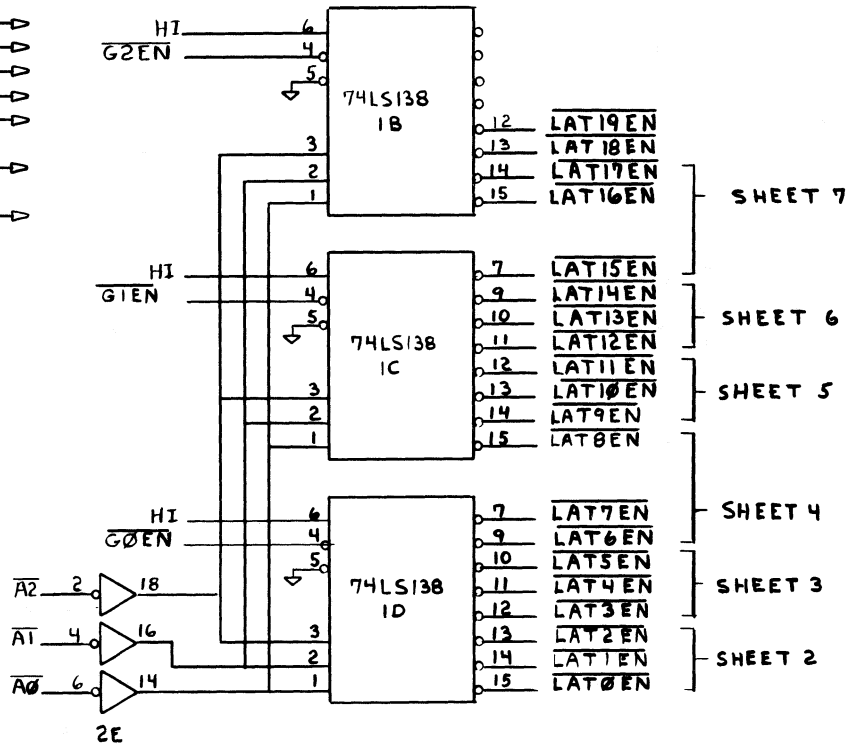 HI 6
G2EN 4
5
74LS138
1B
12 LAT19EN
3 13 LAT18EN
2 14 LAT17EN
1 15 LAT16EN
SHEET 7
HI 6 7 LAT15EN
G1EN 4 9 LAT14EN
5 10 LAT13EN
SHEET 6
74LS138 11 LAT12EN
1C 12 LAT11EN
3 13 LAT1ØEN
SHEET 5
2 14 LAT9EN
1 15 LAT8EN
HI 6 7 LAT7EN
SHEET 4
GØEN 4 9 LAT6EN
5 10 LAT5EN
A2 2 18 74LS138 11 LAT4EN
SHEET 3
1D 12 LAT3EN
A1 4 16 3 13 LAT2EN
2 14 LAT1EN
SHEET 2
AØ 6 14 1 15 LATØEN
2E